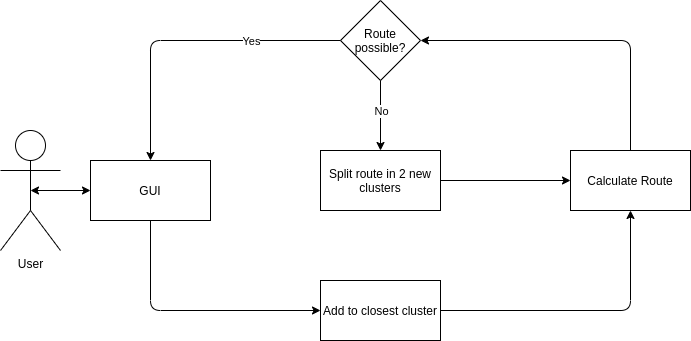 Route
possible?
Yes
No
Split route in 2 new
clusters
Calculate Route
GUI
User
Add to closest cluster